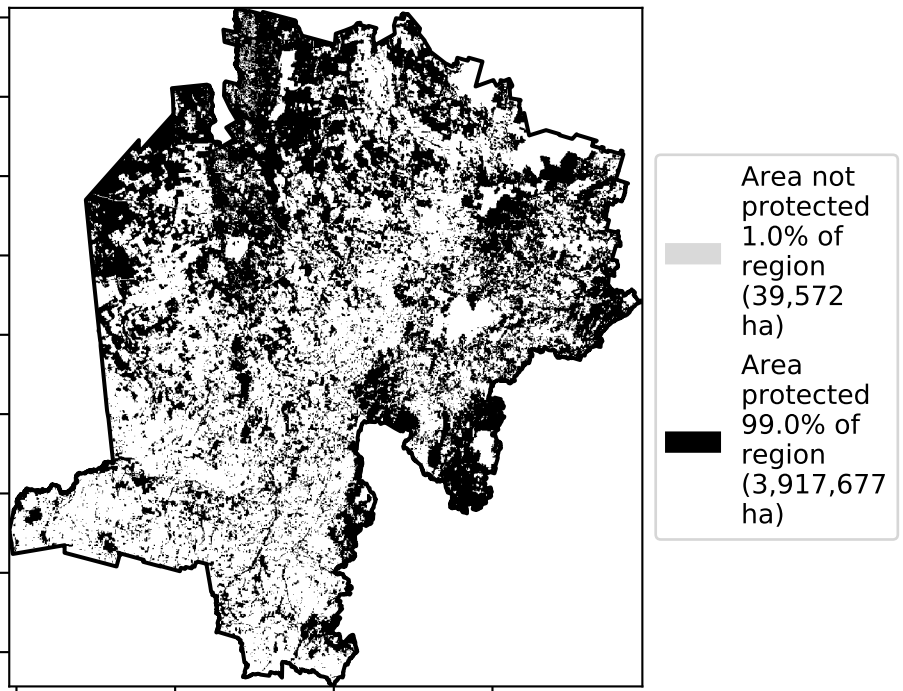 Area not
protected
1.0% of
region
(39,572
ha)
Area
protected
99.0% of
region
(3,917,677
ha)